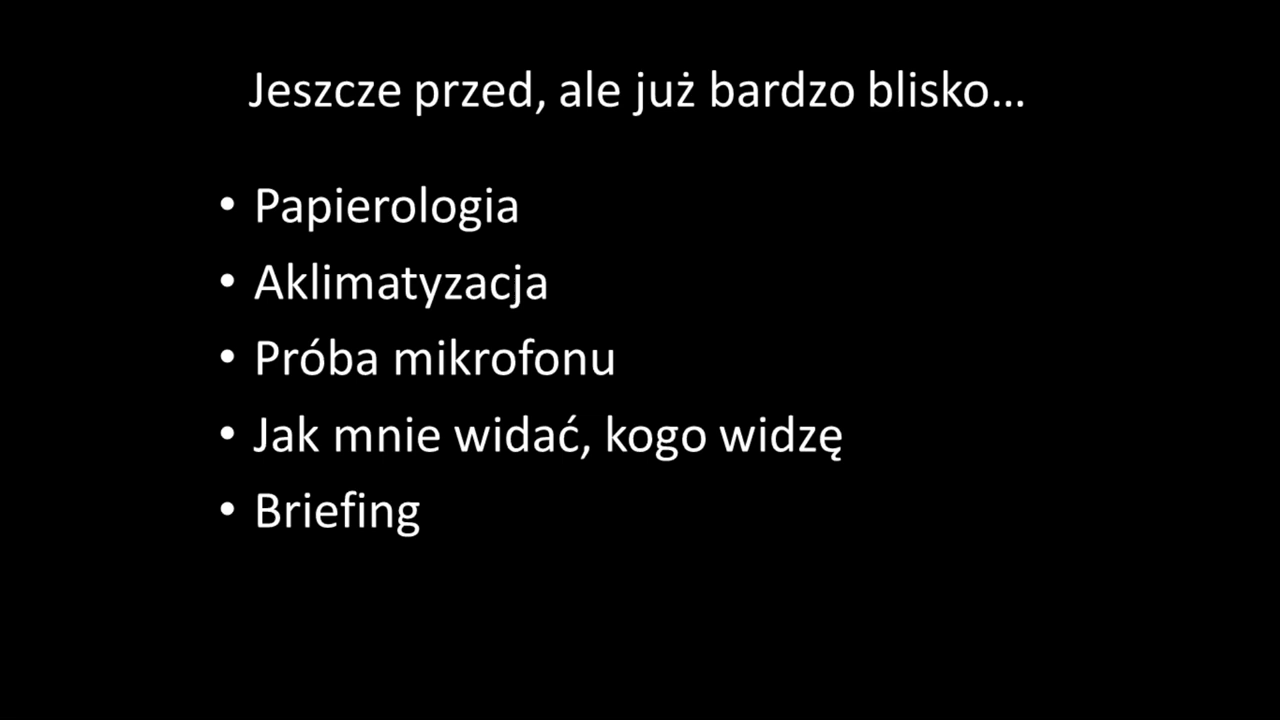 Jeszcze przed, ale już bardzo blisko...
• Papierologia
• Aklimatyzacja
• Próba mikrofonu
• Jak mnie widać, kogo widzę
• Briefing